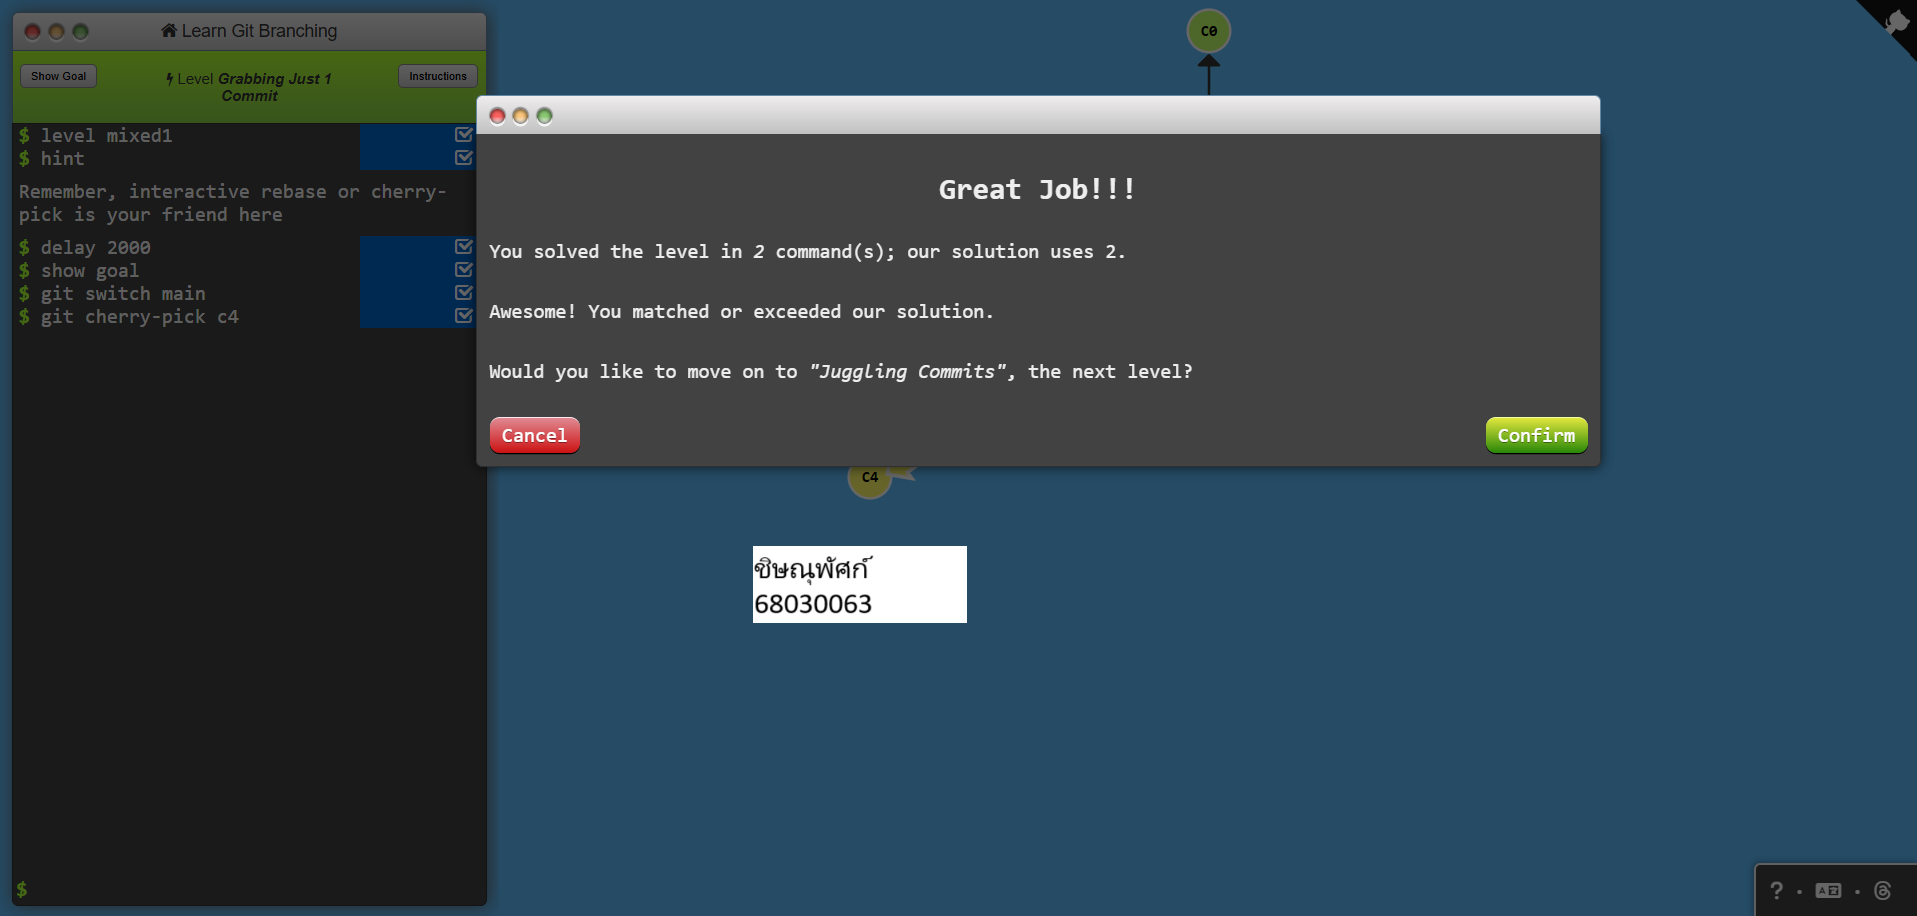 Learn Git Branching
Show Goal
Level Grabbing Just 1
Commit
Instructions
$ level mixed1
$ hint
Remember, interactive rebase or cherry-
pick is your friend here
$ delay 2000
$ show goal
$ git switch main
$ git cherry-pick c4
$
C0
Great Job!!!
You solved the level in 2 command(s); our solution uses 2.
Awesome! You matched or exceeded our solution.
Would you like to move on to "Juggling Commits", the next level?
Cancel
Confirm
C4
ชิษณุพัศก์
68030063
?